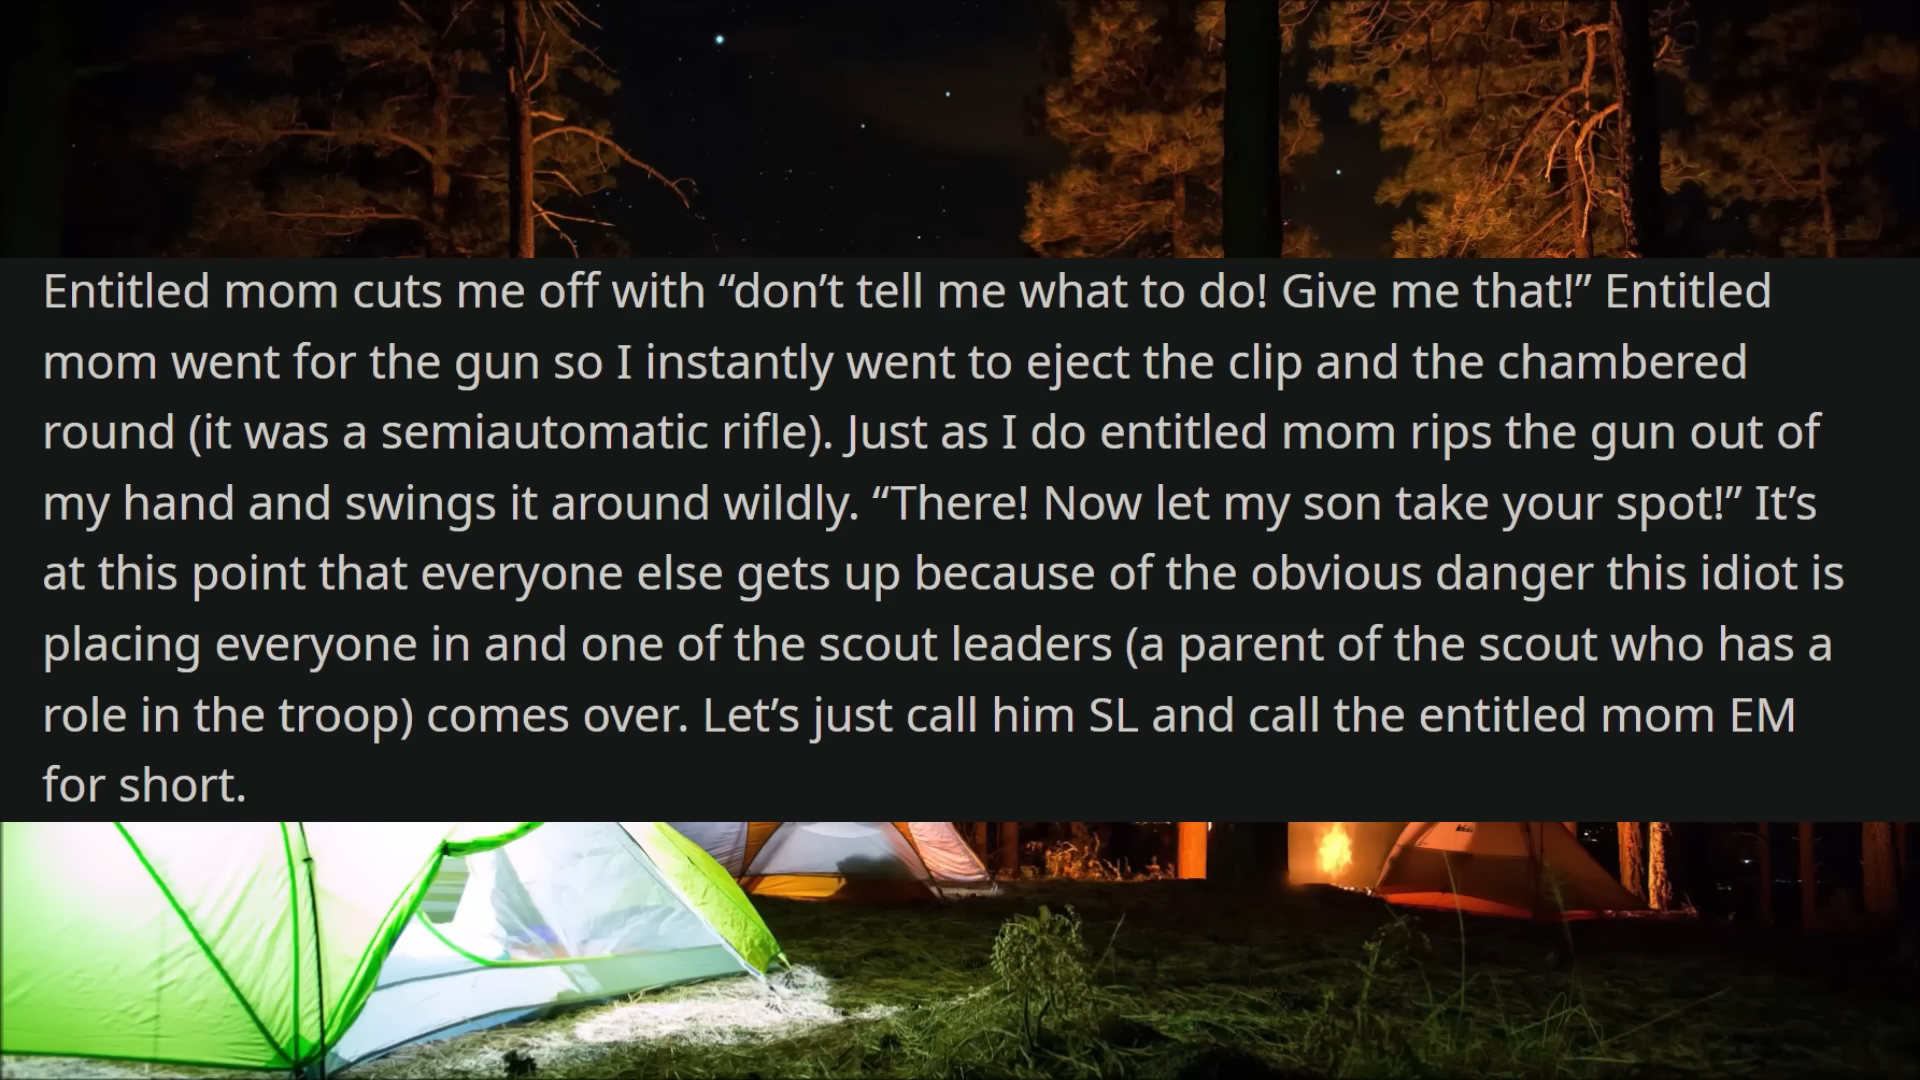 Entitled mom cuts me off with “don’t tell me what to do! Give me that!” Entitled
mom went for the gun so I instantly went to eject the clip and the chambered
round (it was a semiautomatic rifle). Just as I do entitled mom rips the gun out of
my hand and swings it around wildly. “There! Now let my son take your spot!” It’s
at this point that everyone else gets up because of the obvious danger this idiot is
placing everyone in and one of the scout leaders (a parent of the scout who has a
role in the troop) comes over. Let’s just call him SL and call the entitled mom EM
for short.